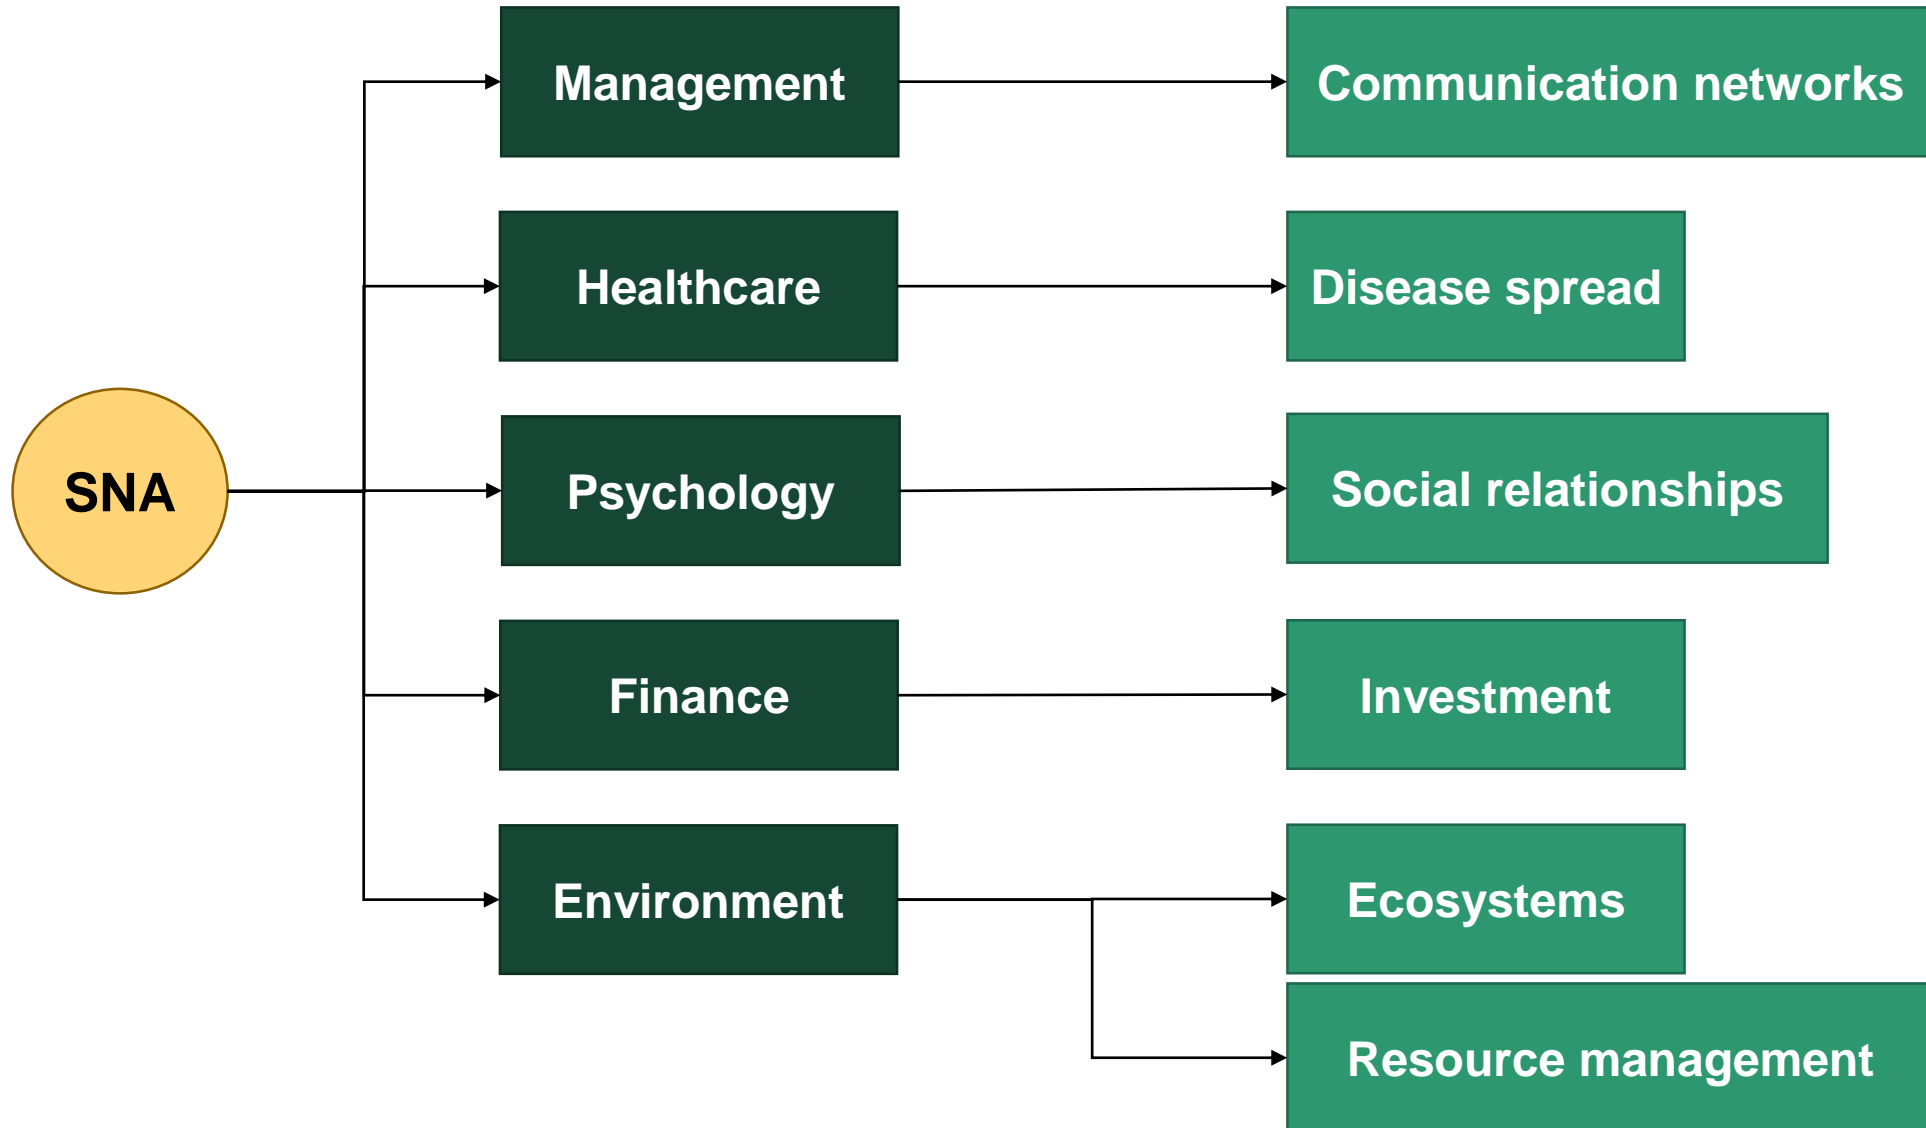 SNA
Management
Communication networks
Healthcare
Disease spread
Psychology
Social relationships
Finance
Investment
Environment
Ecosystems
Resource management